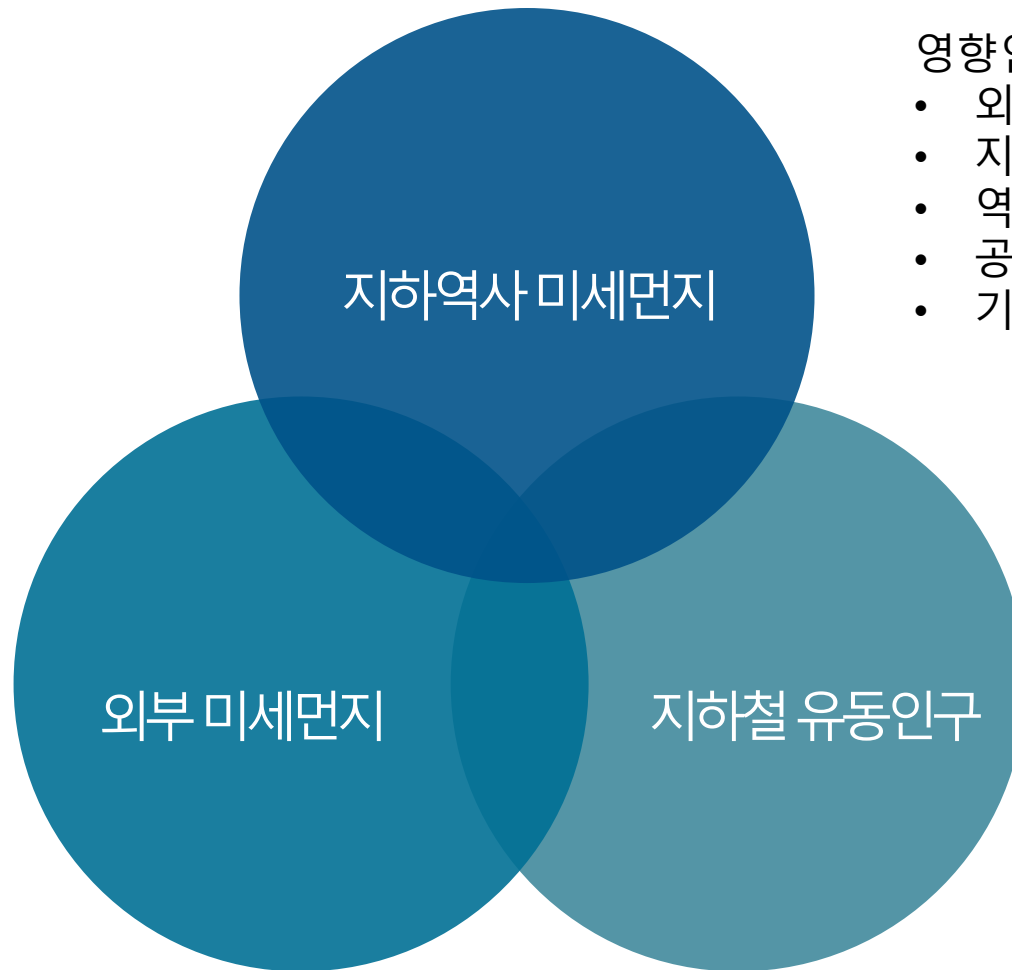 지하역사 미세먼지
외부 미세먼지
지하철 유동인구
영향
• 외
• 지
• 역
• 공
• 기